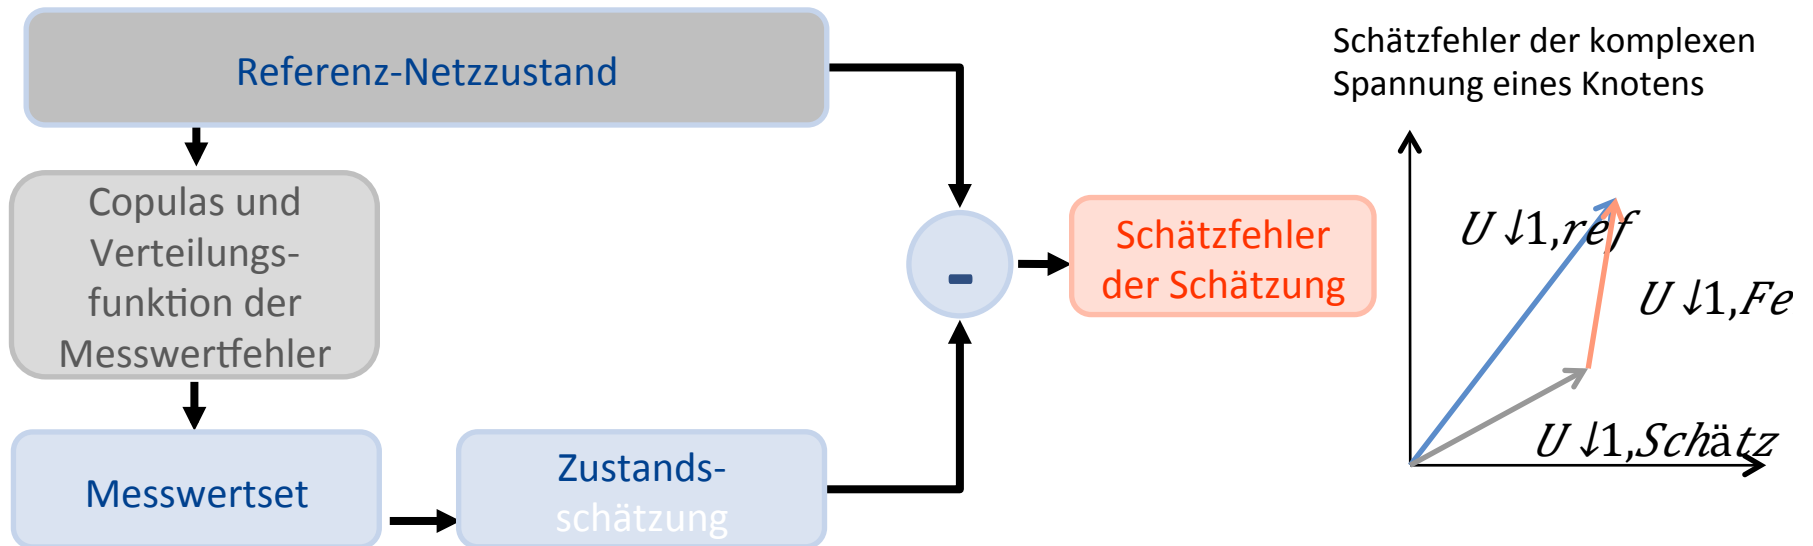 Referenz-Netzzustand
Copulas und
Verteilungs-
funktion der
Messwertfehler
Messwertset
Zustands-
schätzung
-
Schätzfehler
der Schätzung
Schätzfehler der komplexen
Spannung eines Knotens
U↓1,ref
U↓1,Fe
U↓1,Schätz